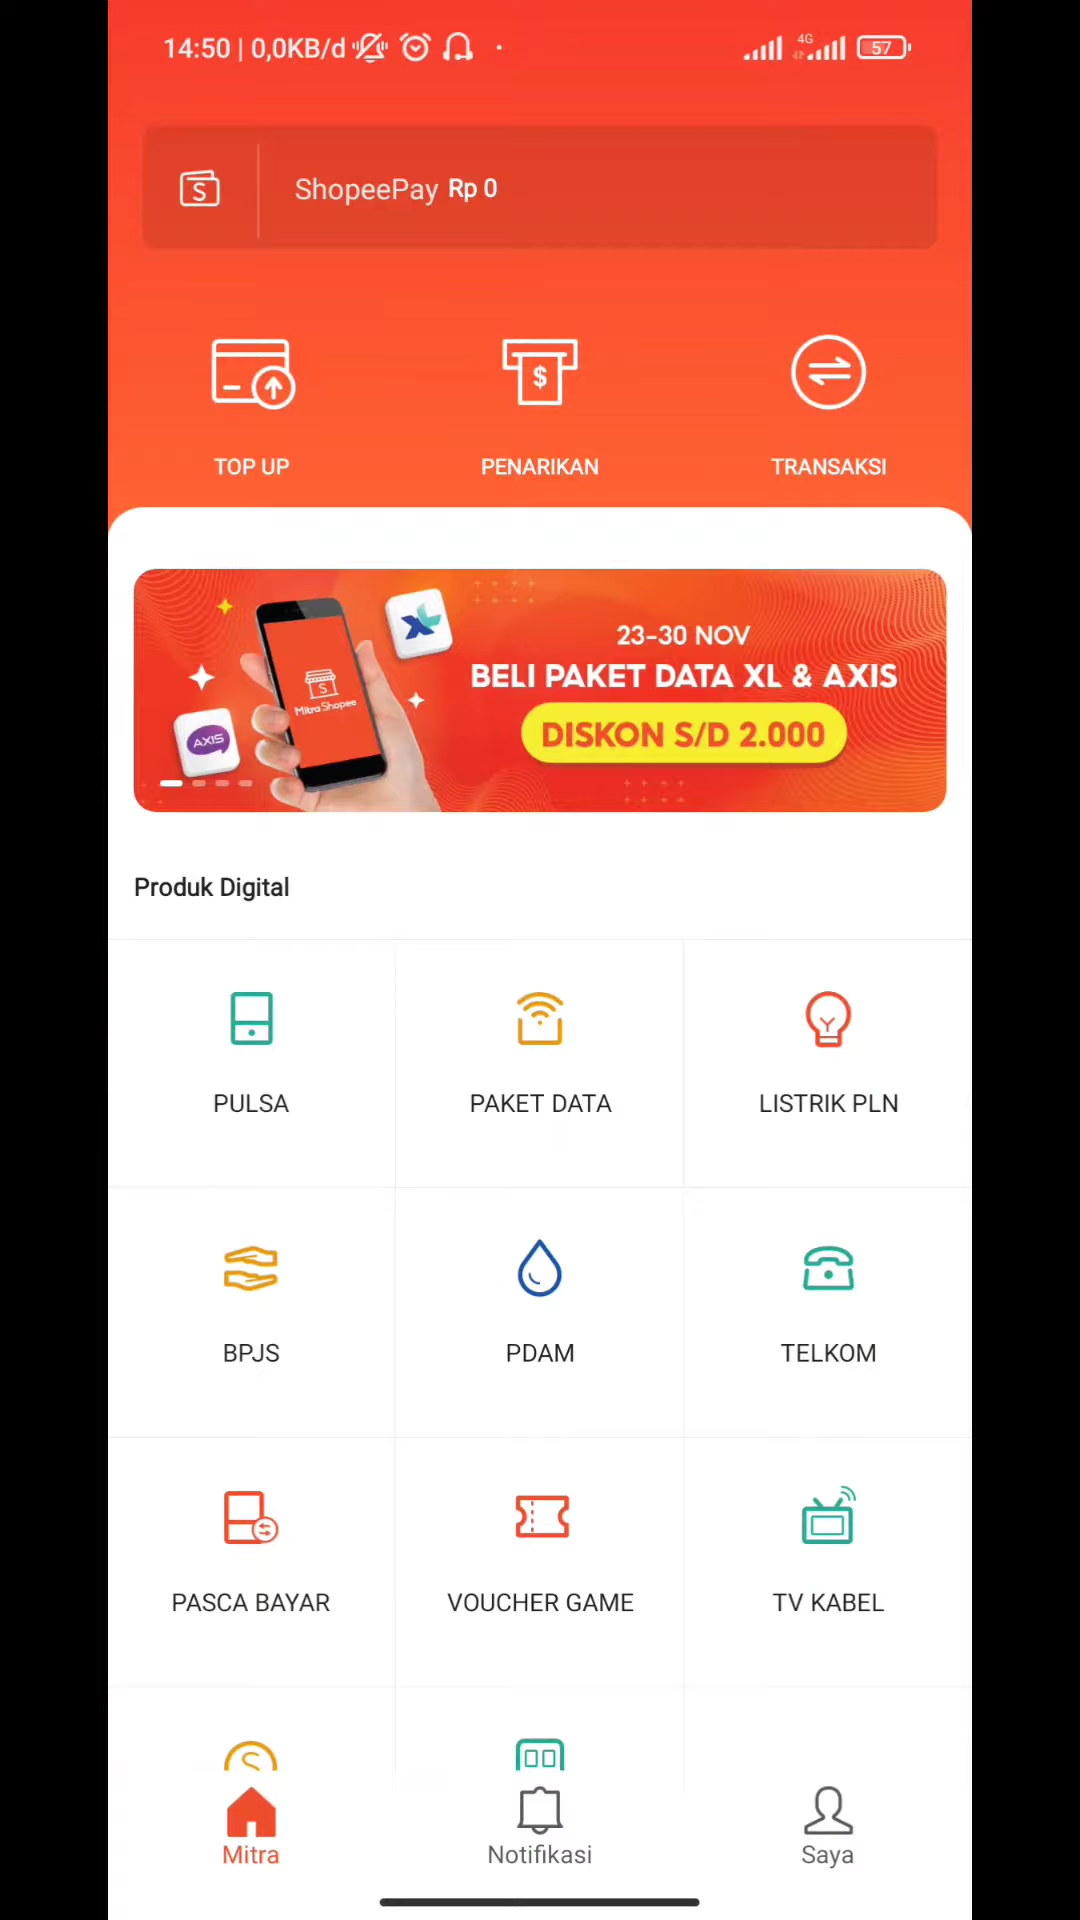 14:50 | 0,0KB/d
4G
57
ShopeePay Rp 0
TOP UP
PENARIKAN
TRANSAKSI
23-30 NOV
BELI PAKET DATA XL & AXIS
DISKON S/D 2.000
Mitra Shopee
AXIS
XL
Produk Digital
PULSA
PAKET DATA
LISTRIK PLN
BPJS
PDAM
TELKOM
PASCA BAYAR
VOUCHER GAME
TV KABEL
Mitra
Notifikasi
Saya